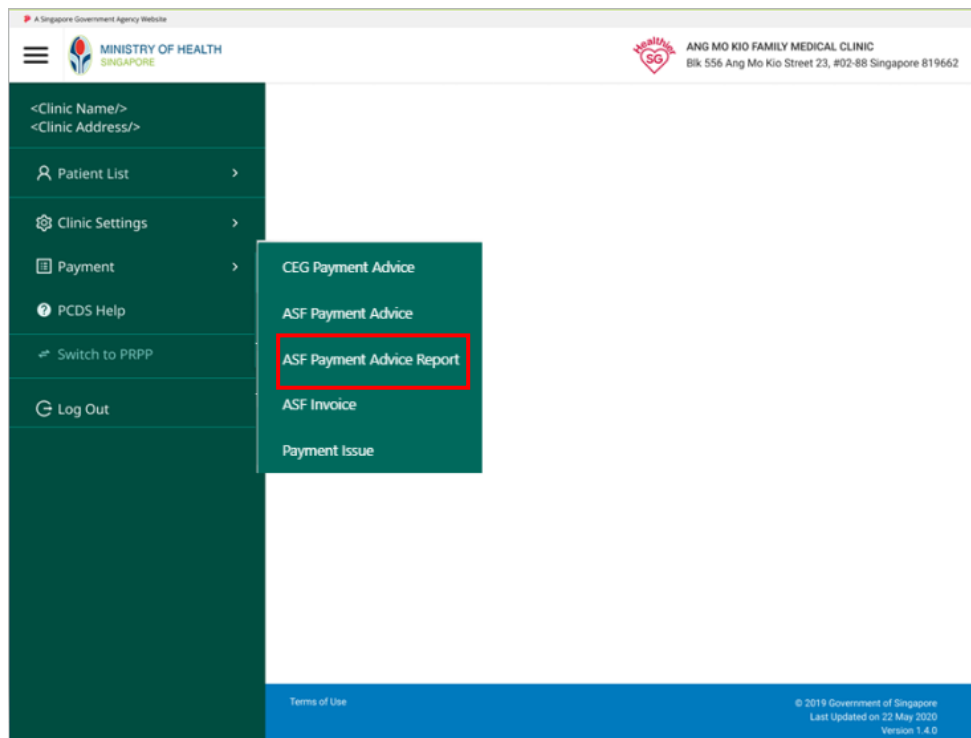 A Singapore Government Agency Website
MINISTRY OF HEALTH
SINGAPORE
Healthier
SG
ANG MO KIO FAMILY MEDICAL CLINIC
Blk 556 Ang Mo Kio Street 23, #02-88 Singapore 819662
<Clinic Name/>
<Clinic Address/>
Patient List
Clinic Settings
Payment
PCDS Help
Switch to PRPP
Log Out
CEG Payment Advice
ASF Payment Advice
ASF Payment Advice Report
ASF Invoice
Payment Issue
Terms of Use
© 2019 Government of Singapore
Last Updated on 22 May 2020
Version 1.4.0